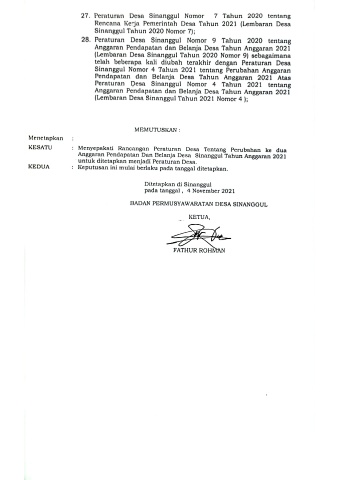 27. Peraturan Desa Sinanggul Nomor 7 Tahun 2020 tentang
Rencana Kerja Pemerintah Desa Tahun 2021 (Lembaran Desa
Sinanggul Tahun 2020 Nomor 7);
28. Peraturan Desa Sinanggul Nomor 9 Tahun 2020 tentang
Anggaran Pendapatan dan Belanja Desa Tahun Anggaran 2021
(Lembaran Desa Sinanggul Tahun 2020 Nomor 9) sebagaimana
telah beberapa kali diubah terakhir dengan Peraturan Desa
Sinanggul Nomor 4 Tahun 2021 tentang Perubahan Anggaran
Pendapatan dan Belanja Desa Tahun Anggaran 2021 Atas
Peraturan Desa Sinanggul Nomor 4 Tahun 2021 tentang
Anggaran Pendapatan dan Belanja Desa Tahun Anggaran 2021
(Lembaran Desa Sinanggul Tahun 2021 Nomor 4 );
MEMUTUSKAN :
Menetapkan :
KESATU : Menyepakati Rancangan Peraturan Desa Tentang Perubahan ke dua
Anggaran Pendapatan Dan Belanja Desa Sinanggul Tahun Anggaran 2021
untuk ditetapkan menjadi Peraturan Desa.
KEDUA : Keputusan ini mulai berlaku pada tanggal ditetapkan.
Ditetapkan di Sinanggul
pada tanggal, 4 November 2021
BADAN PERMUSYAWARATAN DESA SINANGGUL
KETUA,
FATHUR ROHMAN